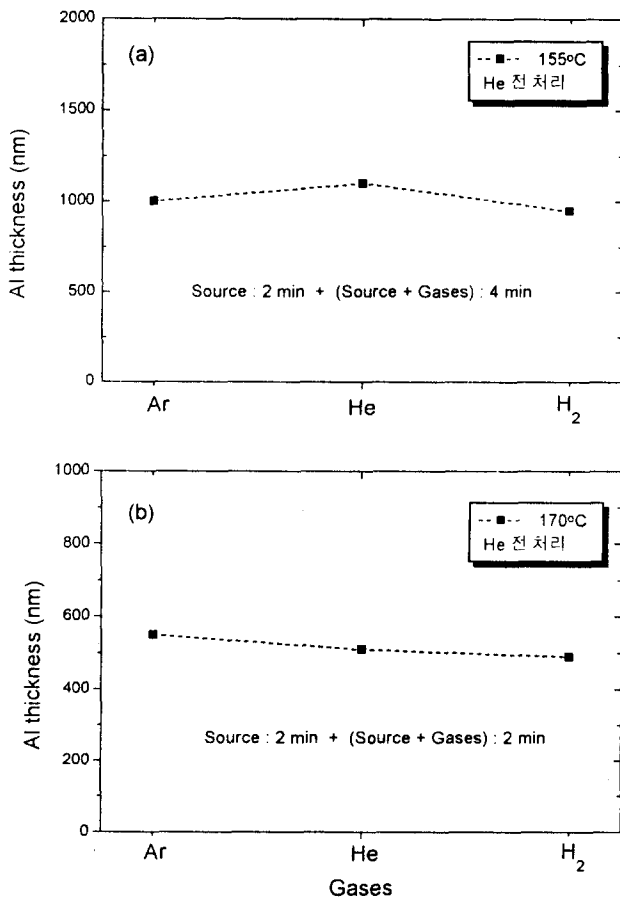 (a)
155°C
He 전 처리
2000
1500
1000
500
0
Al thickness (nm)
Source : 2 min + (Source + Gases) : 4 min
Ar He H2
(b)
170°C
He 전 처리
1000
800
600
400
200
0
Al thickness (nm)
Source : 2 min + (Source + Gases) : 2 min
Ar He H2
Gases